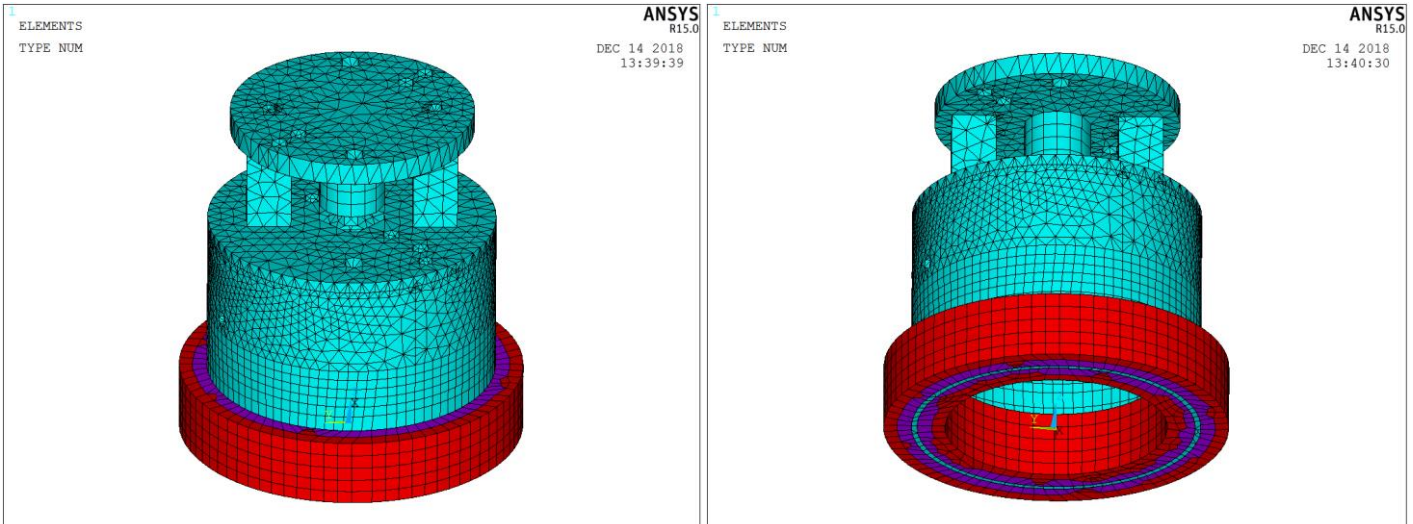 1
ELEMENTS
TYPE NUM
ANSYS
R15.0
DEC 14 2018
13:39:39
X
1
ELEMENTS
TYPE NUM
ANSYS
R15.0
DEC 14 2018
13:40:30
Y